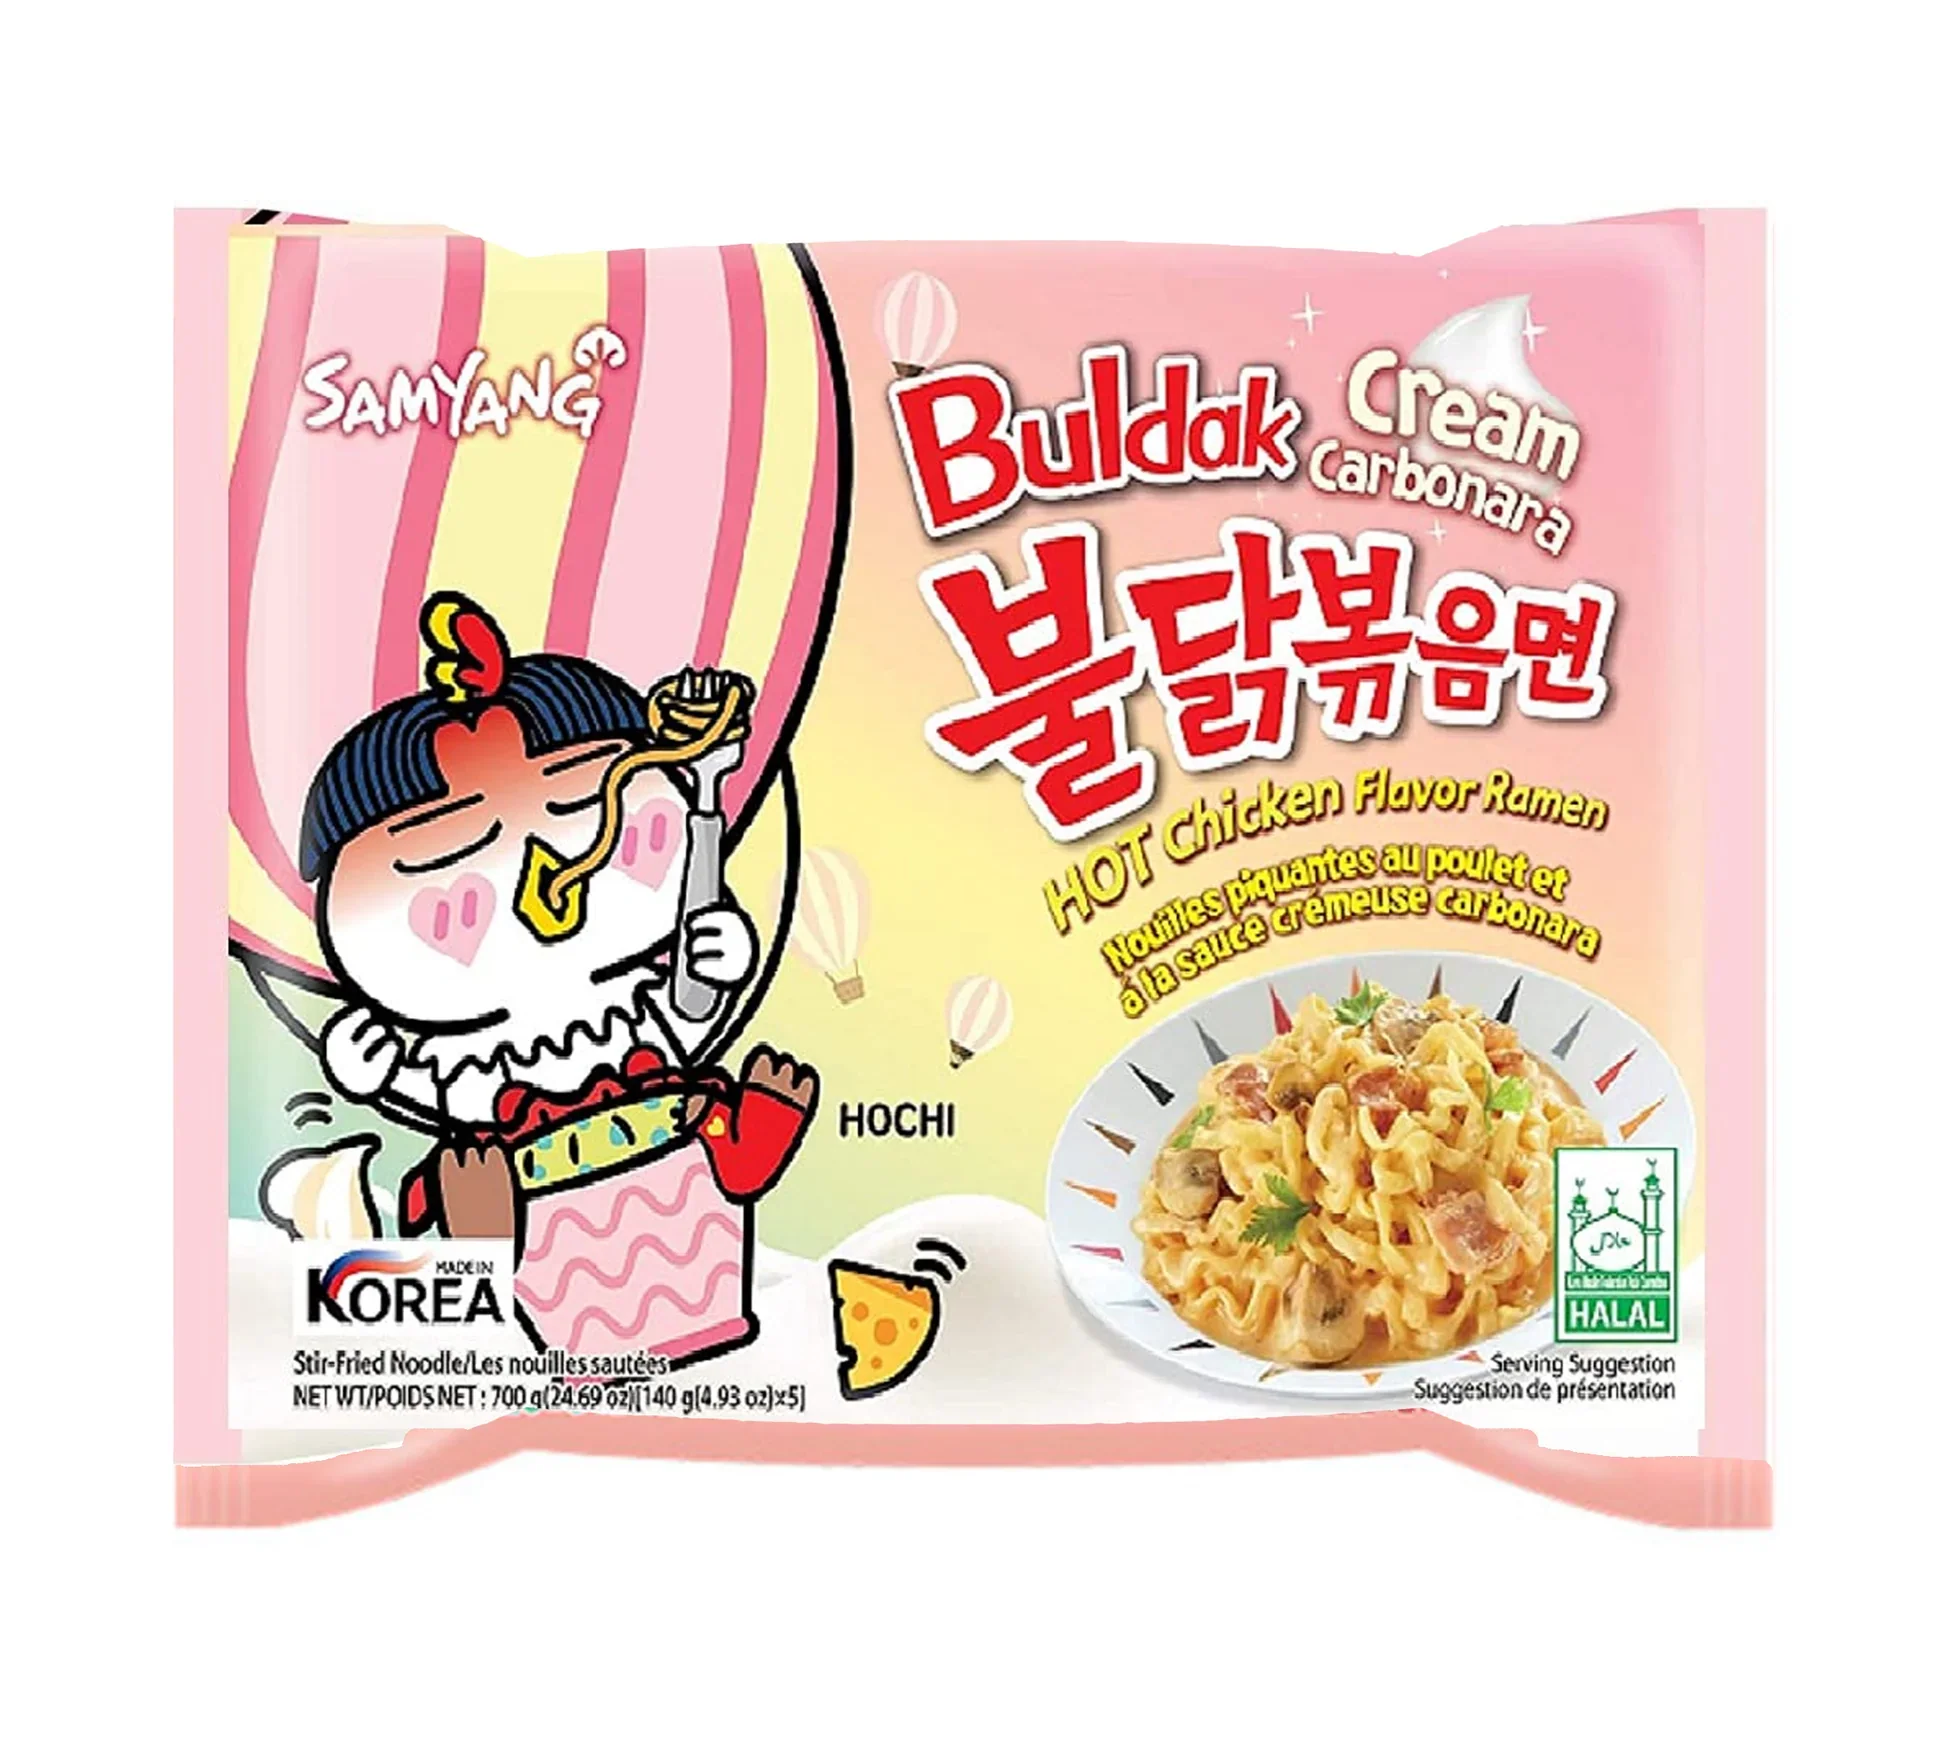 SAMYANG
Buldak
Cream
carbonara
불닭볶음면
HOT Chicken Flavor Ramen
Nouilles piquantes au poulet et
à la sauce crémeuse carbonara
HOCHI
MADE IN
KOREA
Stir-Fried Noodle/Les nouilles sautées
NET WT/POIDS NET : 700 g(24.69 oz)[140 g(4.93 oz)x5]
حلال
HALAL
Serving Suggestion
Suggestion de présentation